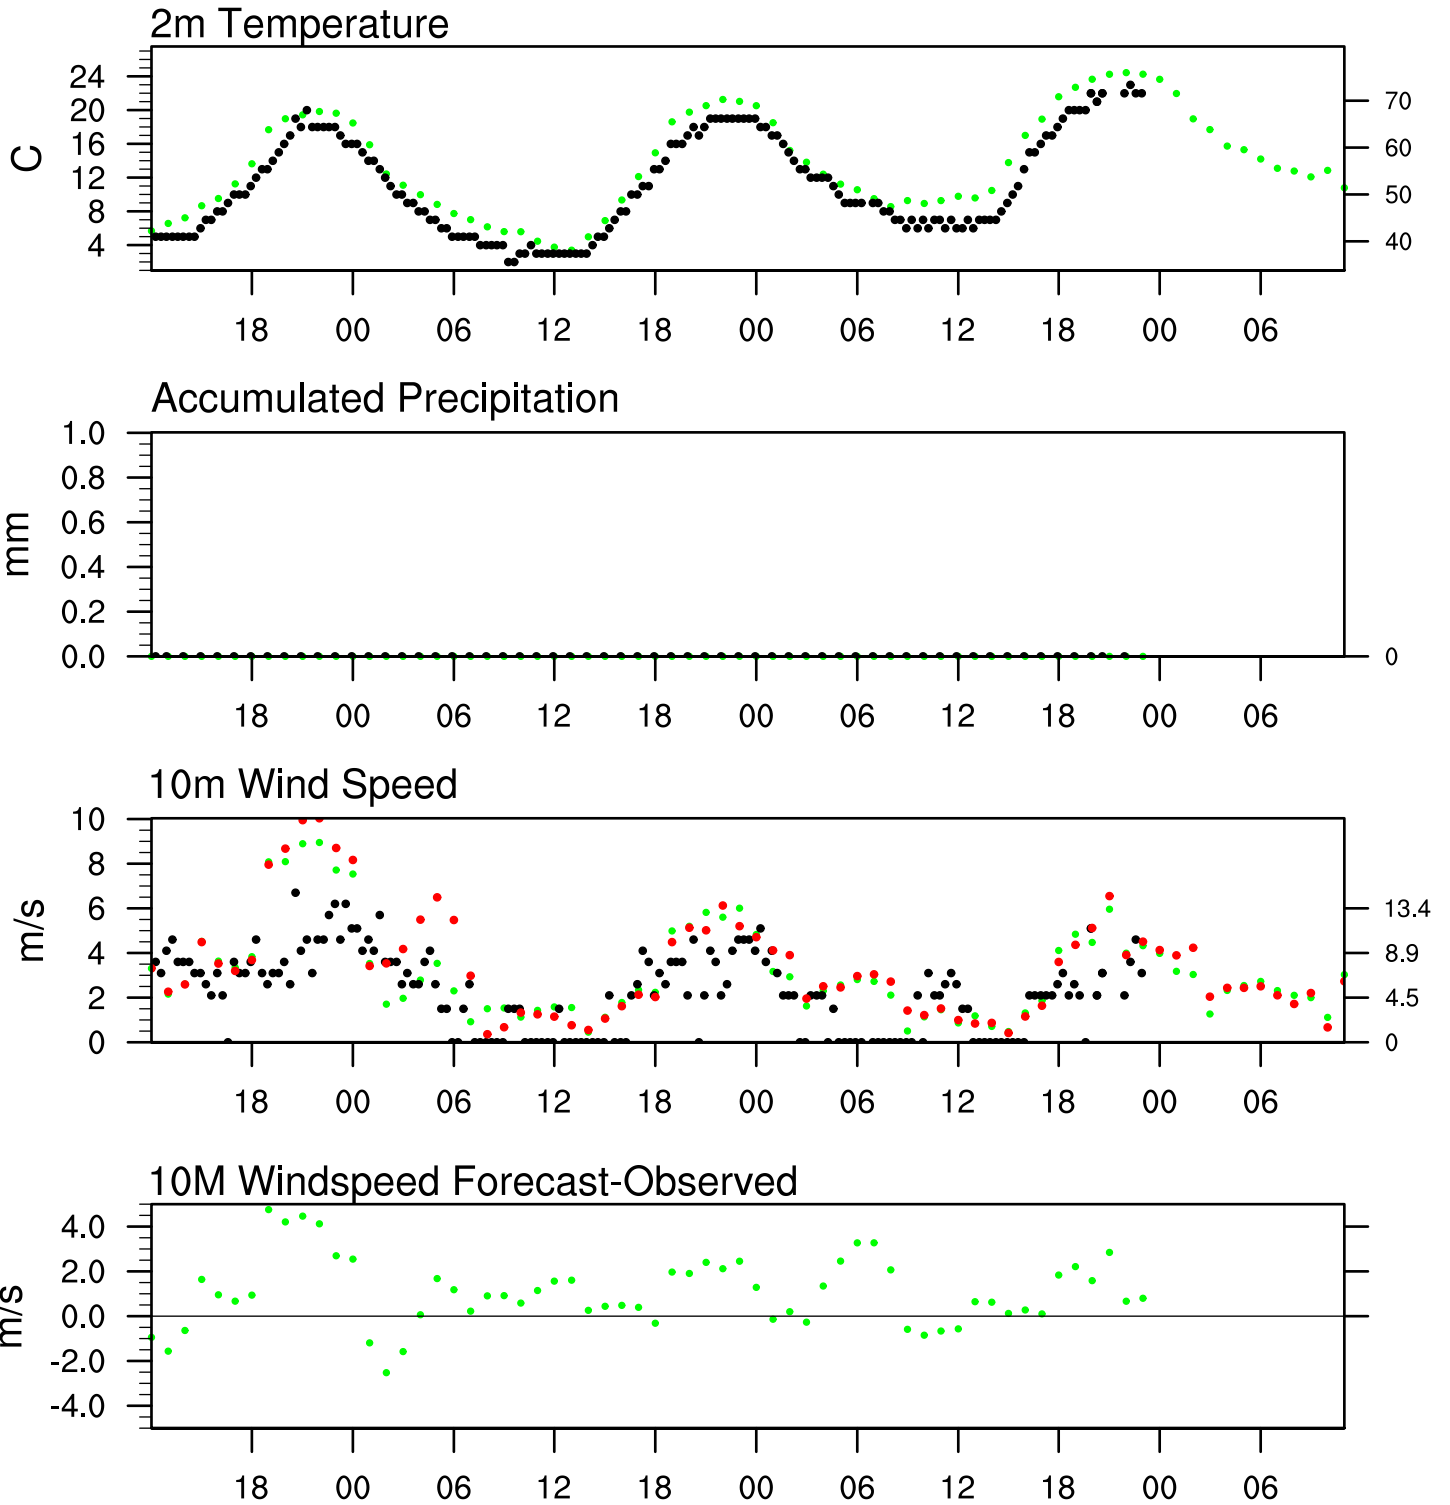 2m Temperature
24
20
16
12
8
4
C
70
60
50
40
18 00 06 12 18 00 06 12 18 00 06
Accumulated Precipitation
1.0
0.8
0.6
0.4
0.2
0.0
mm
0
18 00 06 12 18 00 06 12 18 00 06
10m Wind Speed
10
8
6
4
2
0
m/s
13.4
8.9
4.5
0
18 00 06 12 18 00 06 12 18 00 06
10M Windspeed Forecast-Observed
4.0
2.0
0.0
-2.0
-4.0
m/s
18 00 06 12 18 00 06 12 18 00 06